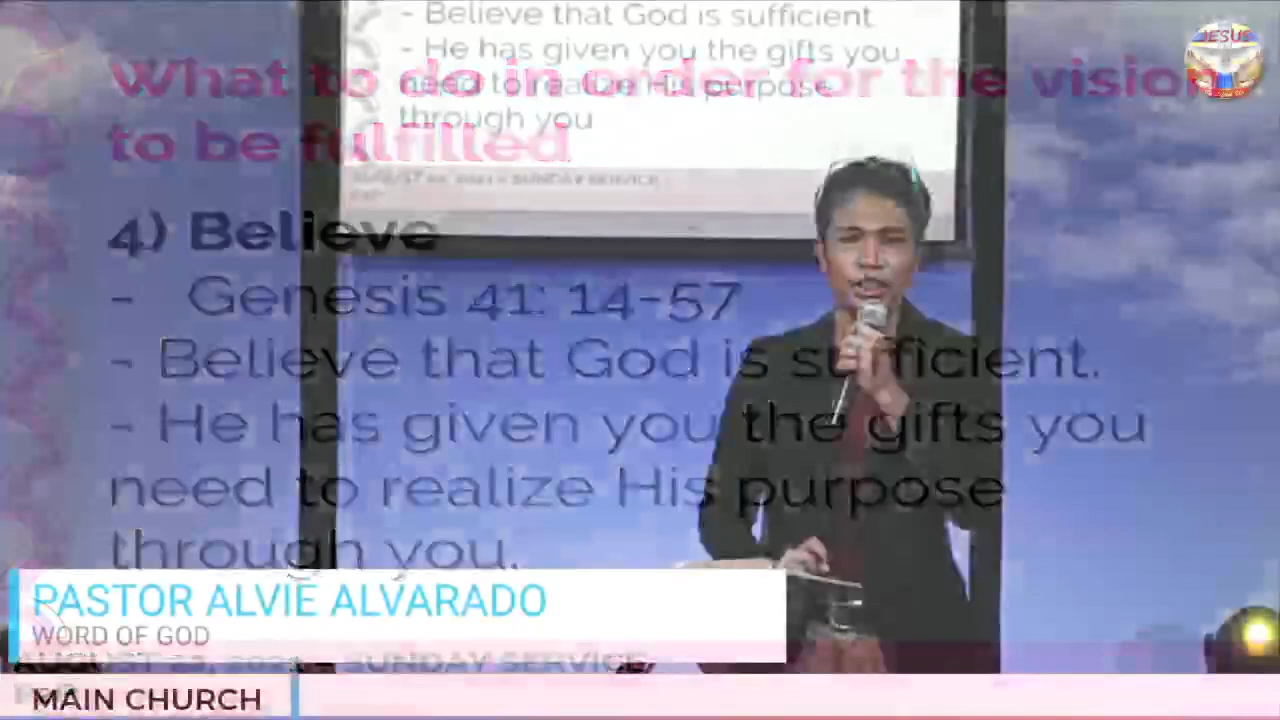 - Believe that God is sufficient
- He has given you the gifts you
need to realize His purpose
through you
SUNDAY SERVICE
JESUS
What to do in order for the vision
to be fulfilled
4) Believe
- Genesis 41: 14-57
- Believe that God is sufficient.
- He has given you the gifts you
need to realize His purpose
through you.
PASTOR ALVIE ALVARADO
WORD OF GOD
SUNDAY SERVICE
MAIN CHURCH